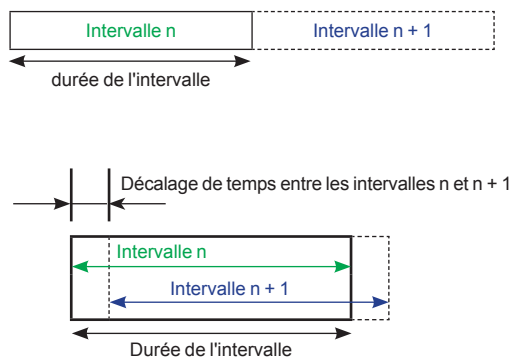 Intervalle n Intervalle n + 1
durée de l'intervalle
Décalage de temps entre les intervalles n et n + 1
Intervalle n
Intervalle n + 1
Durée de l'intervalle